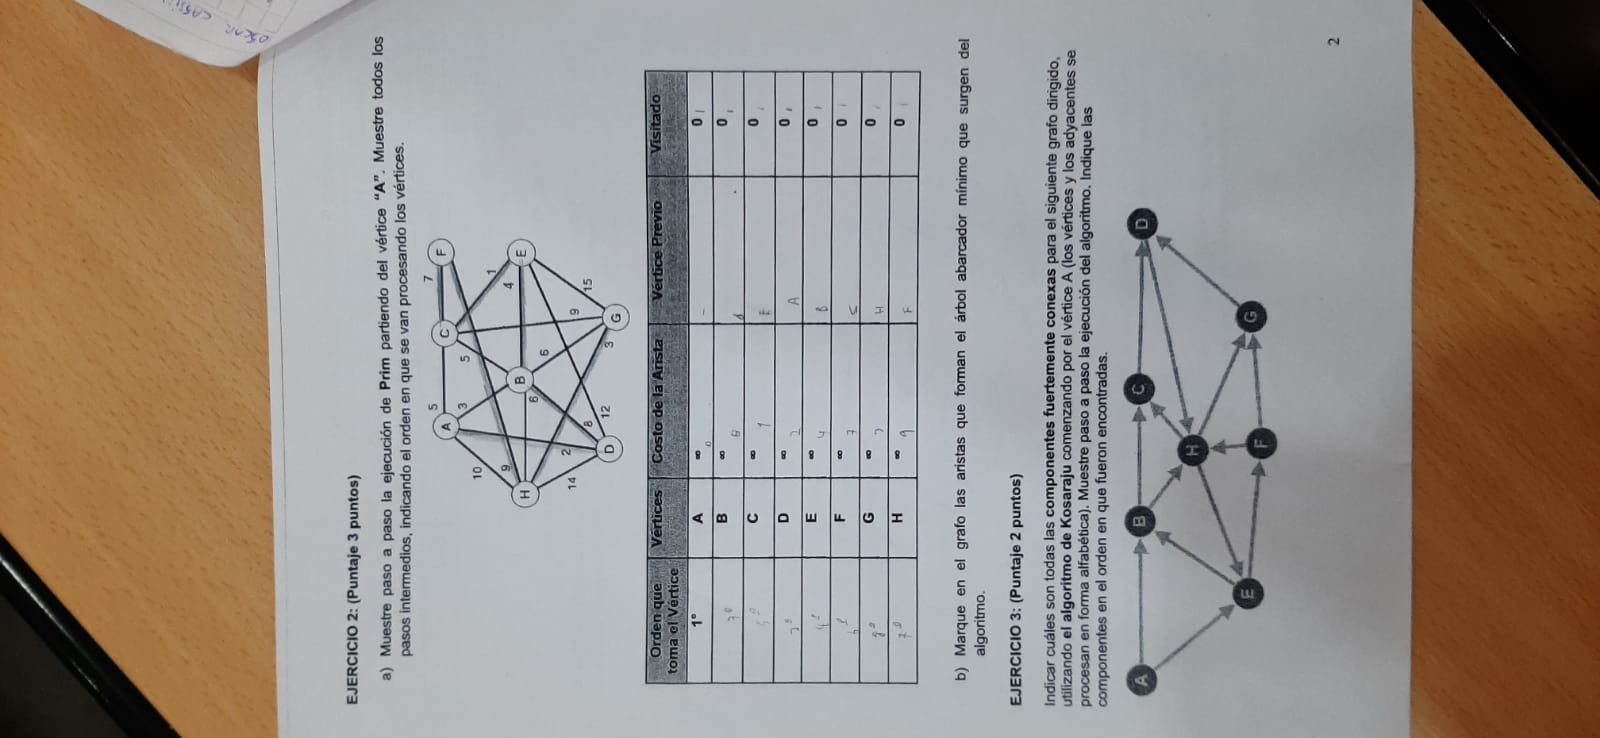 OSCAR
EJERCICIO 2: (Puntaje 3 puntos)
a) Muestre paso a paso la ejecución de Prim partiendo del vértice “A”. Muestre todos los
pasos intermedios, indicando el orden en que se van procesando los vértices.
5
7
A
C
F
3
5
10
1
9
4
H
B
E
6
6
14
2
9
8
15
D
12
3
G
Orden que toma el Vértice Vértices Costo de la Arista Vértice Previo Visitado
1° A ∞ 0 - 0 1
3º B ∞ 8 A 0 1
5º C ∞ 1 E 0 1
2º D ∞ 2 A 0 1
4º E ∞ 4 B 0 1
F ∞ 7 C 0 1
8º G ∞ H 0 1
7º H ∞ 9 F 0 1
b) Marque en el grafo las aristas que forman el árbol abarcador mínimo que surgen del
algoritmo.
EJERCICIO 3: (Puntaje 2 puntos)
Indicar cuáles son todas las componentes fuertemente conexas para el siguiente grafo dirigido,
utilizando el algoritmo de Kosaraju comenzando por el vértice A (los vértices y los adyacentes se
procesan en forma alfabética). Muestre paso a paso la ejecución del algoritmo. Indique las
componentes en el orden en que fueron encontradas.
A
B
C
D
H
E
F
G
2